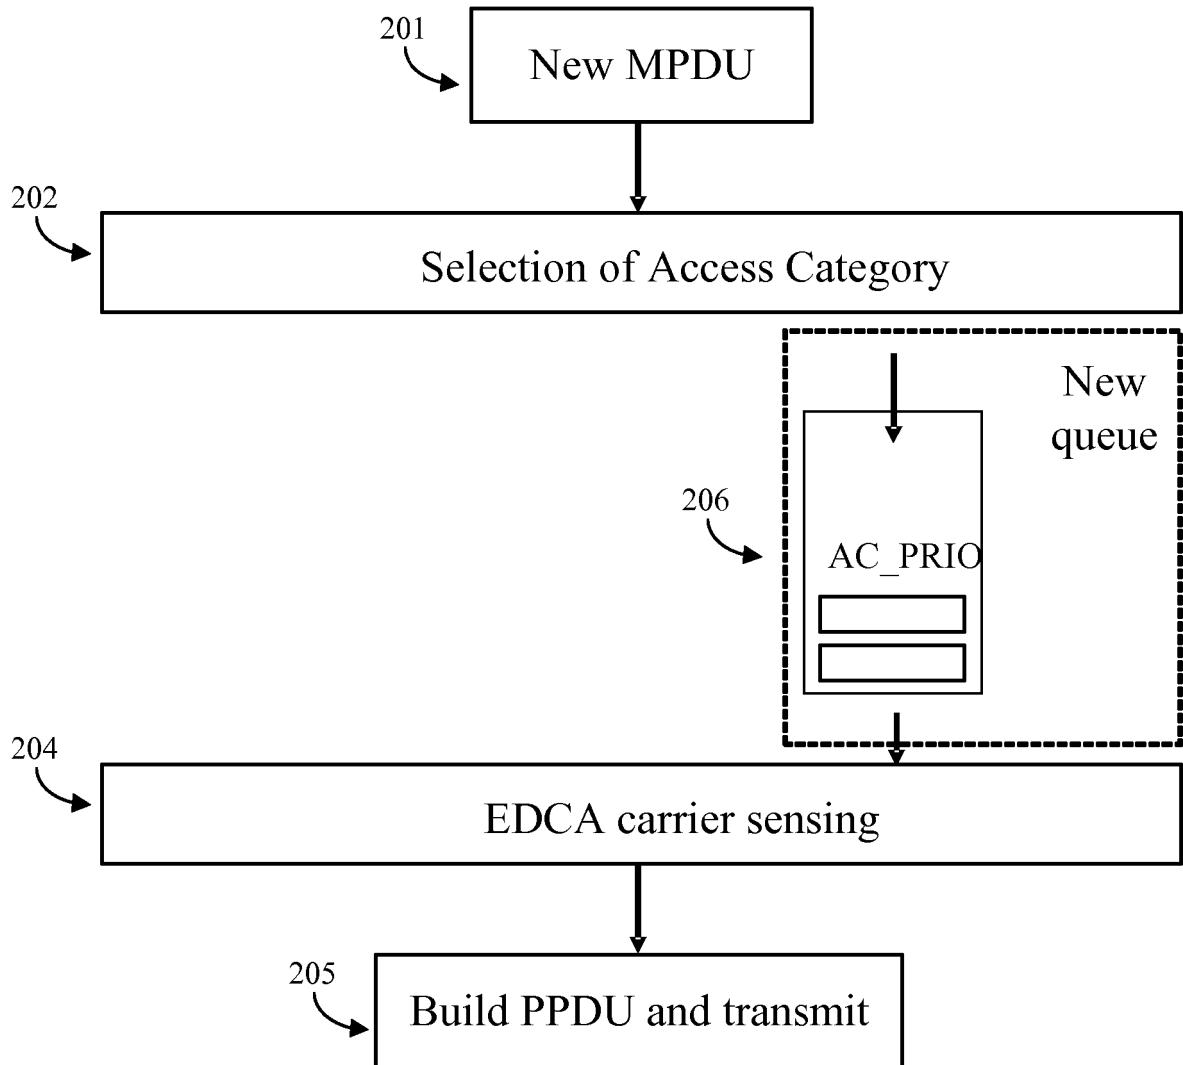 201
New MPDU
202
Selection of Access Category
New
queue
206
AC_PRIO
204
EDCA carrier sensing
205
Build PPDU and transmit